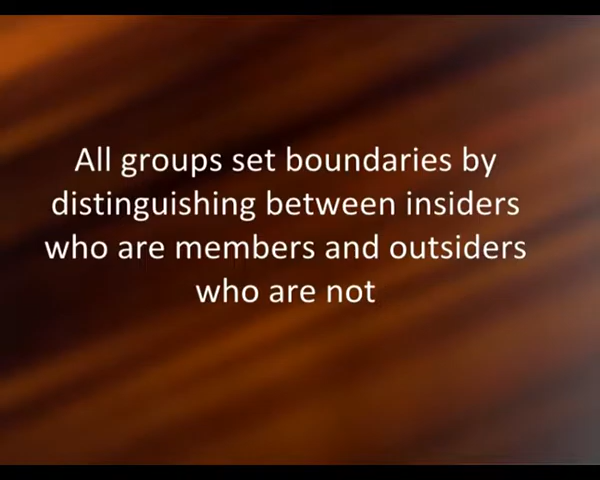 All groups set boundaries by
distinguishing between insiders
who are members and outsiders
who are not